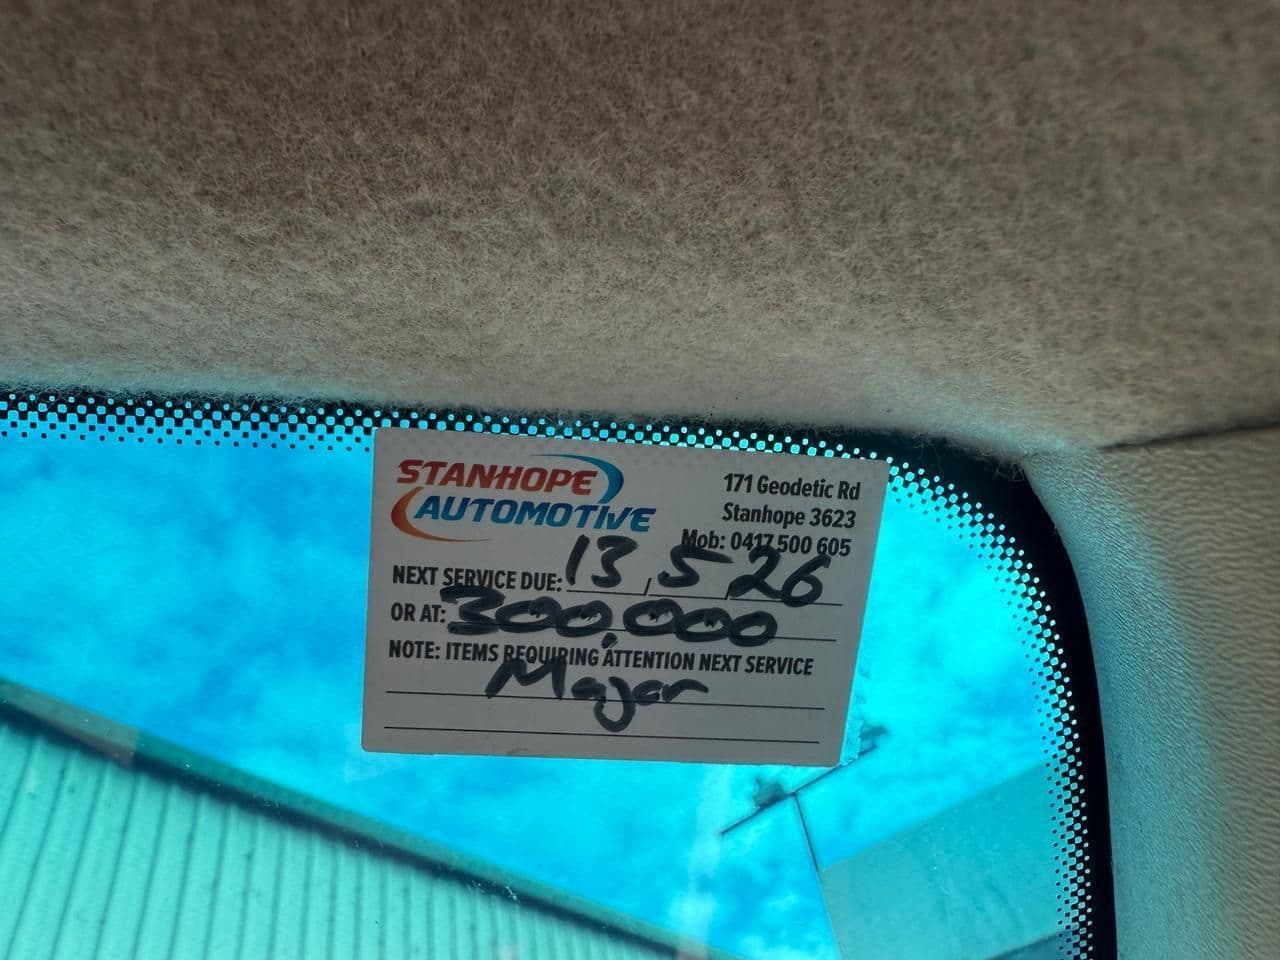 STANHOPE
AUTOMOTIVE
171 Geodetic Rd
Stanhope 3623
Mob: 0417 500 605
NEXT SERVICE DUE: 13/5/26
OR AT: 300,000
NOTE: ITEMS REQUIRING ATTENTION NEXT SERVICE
Major